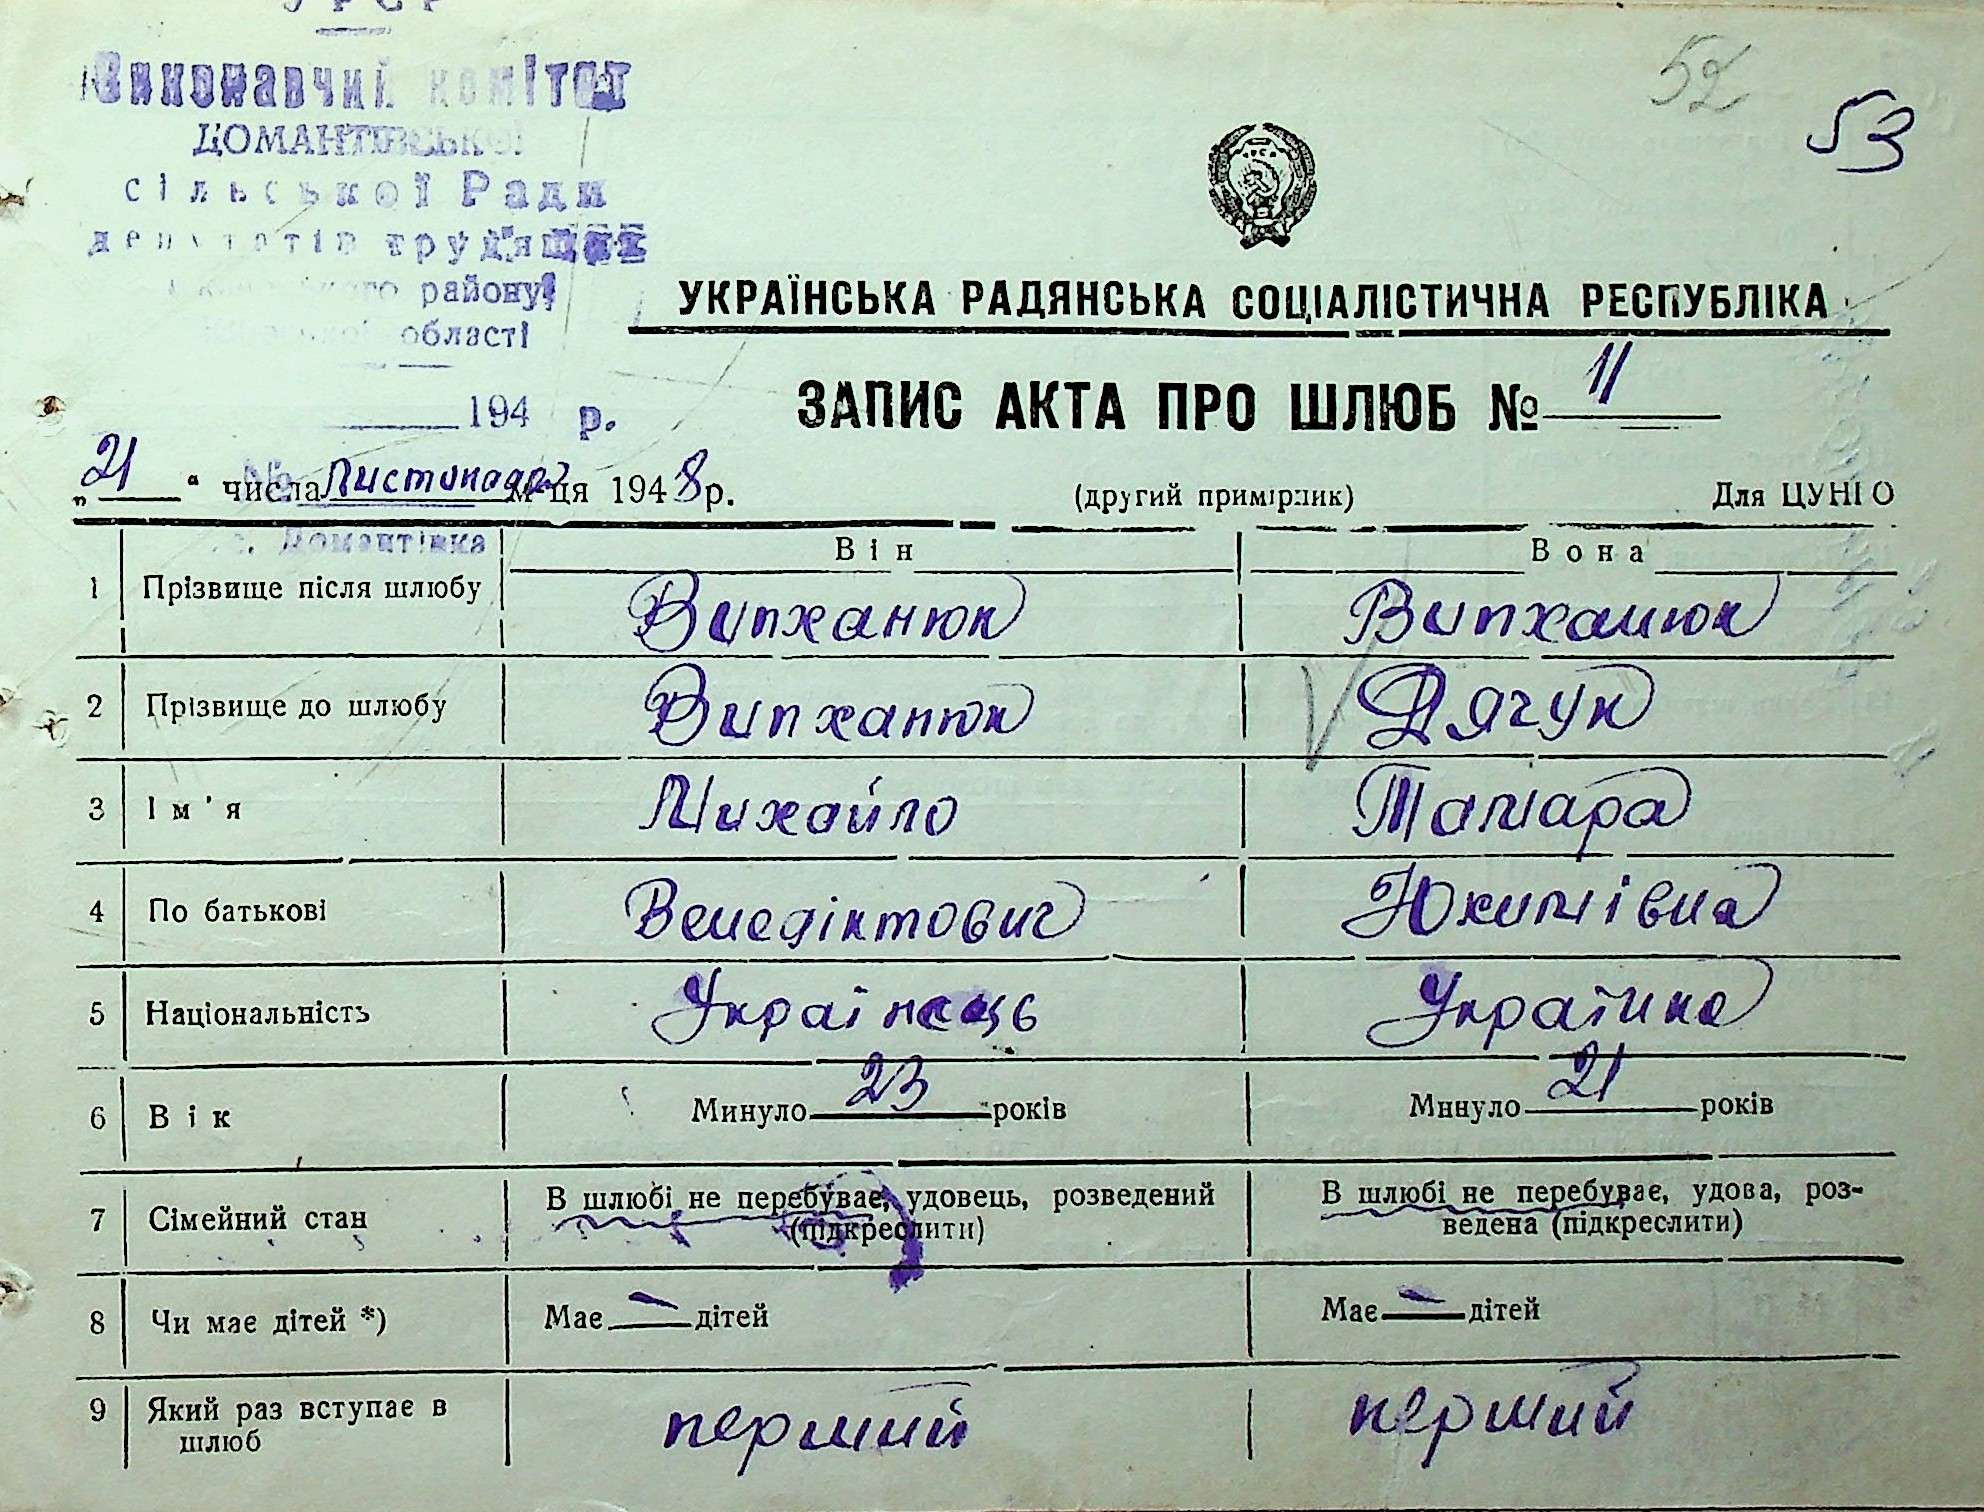 УРСР
Виконавчий комітет
ДОМАНТІВСЬКОЇ
сільської Ради
депутатів трудящих
району
області
194 р.
№
с. Домантівка
52
53
УКРАЇНСЬКА РАДЯНСЬКА СОЦІАЛІСТИЧНА РЕСПУБЛІКА
ЗАПИС АКТА ПРО ШЛЮБ № 11
„21“ числа Листопада м-ця 1948 р. (другий примірник) Для ЦУНГО
Він Вона
1 Прізвище після шлюбу Випханюк Випханюк
2 Прізвище до шлюбу Випханюк Дячук
3 Ім'я Михайло Тамара
4 По батькові Венедіктович Юхимівна
5 Національність Українець Українка
6 Вік Минуло 23 років Минуло 21 років
7 Сімейний стан В шлюбі не перебуває, удовець, розведений В шлюбі не перебуває, удова, роз-
(підкреслити) ведена (підкреслити)
8 Чи має дітей *) Має — дітей Має — дітей
9 Який раз вступає в перший перший
шлюб